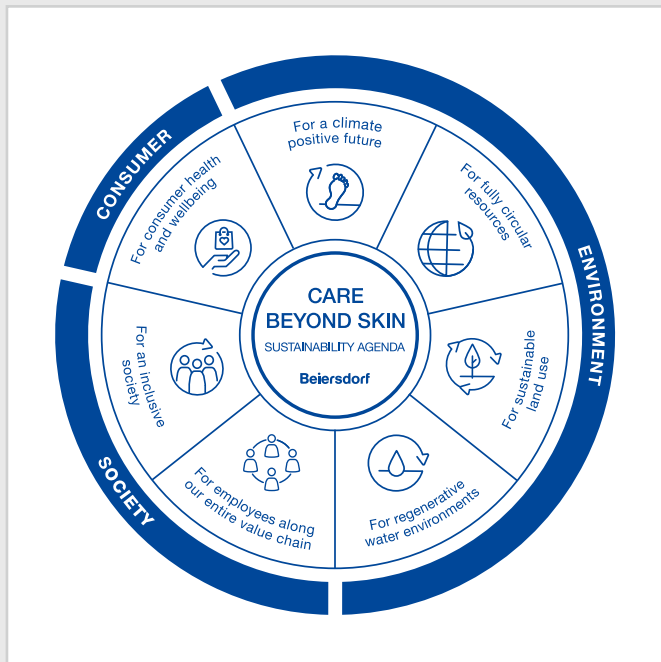 CONSUMER
ENVIRONMENT
SOCIETY
For a climate
positive future
For fully circular
resources
For sustainable
land use
For regenerative
water environments
For employees along
our entire value chain
For an inclusive
society
For consumer health
and wellbeing
CARE
BEYOND SKIN
SUSTAINABILITY AGENDA
Beiersdorf